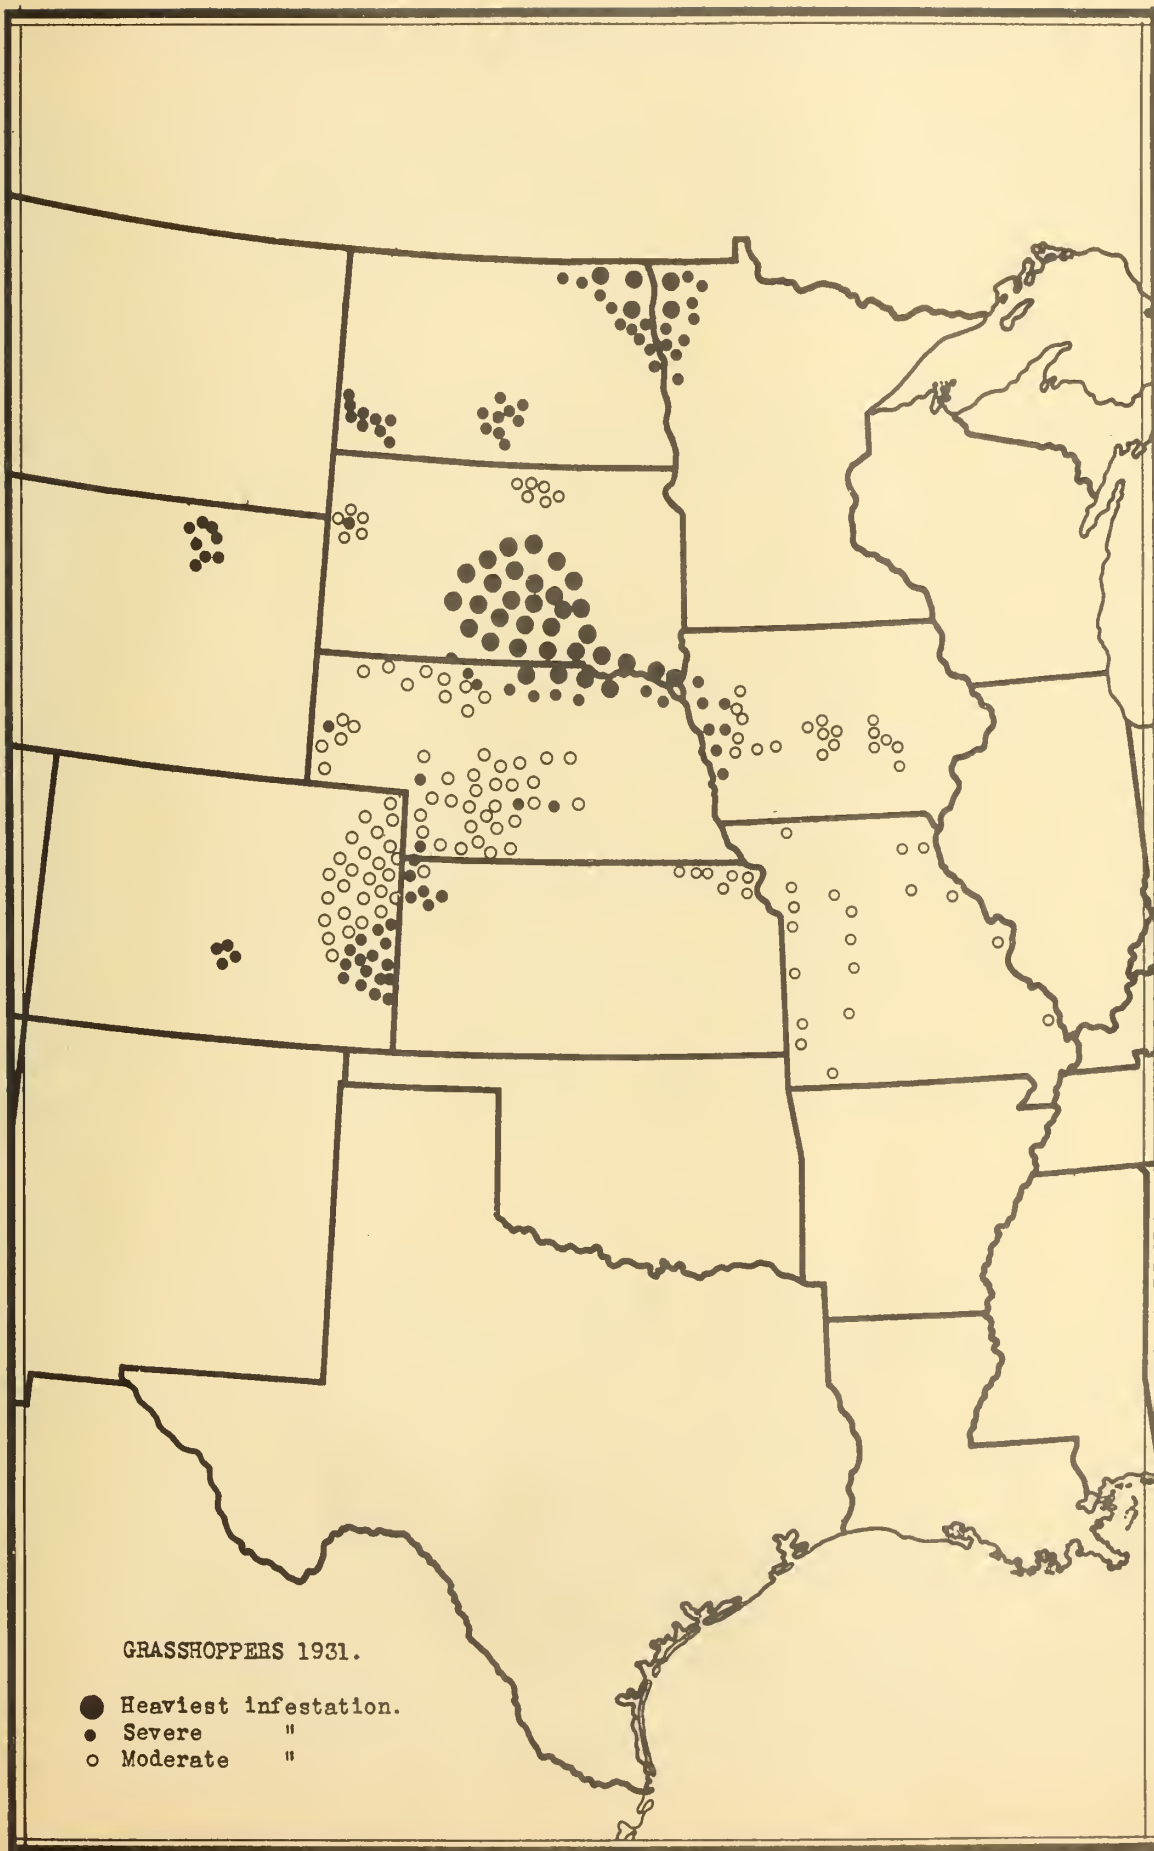 GRASSHOPPERS 1931.
Heaviest infestation.
Severe "
Moderate "